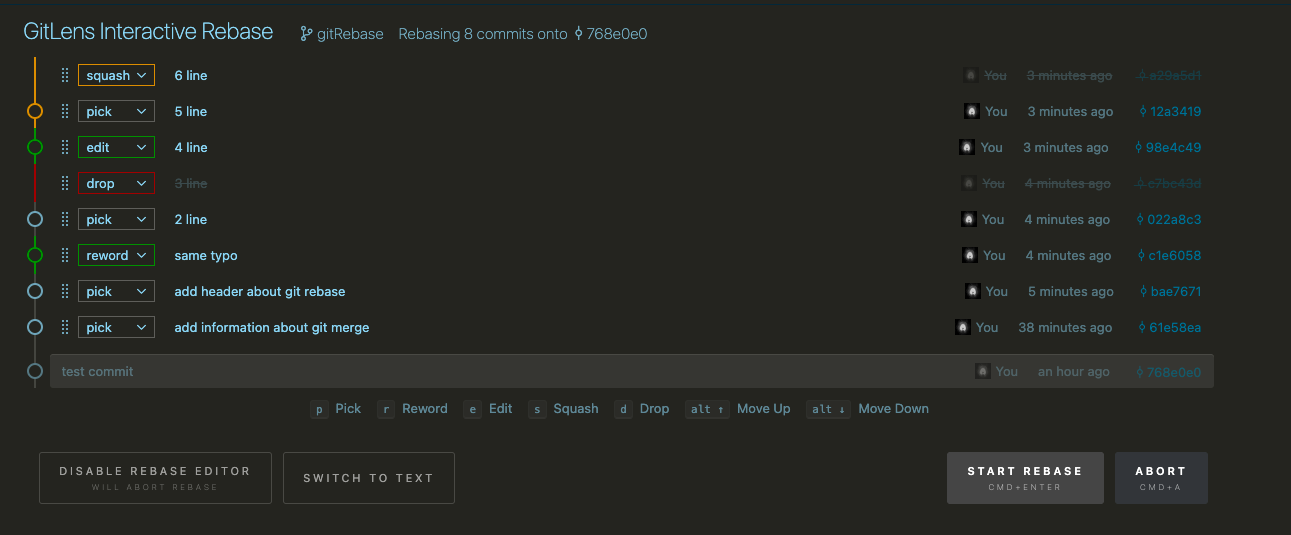 GitLens Interactive Rebase gitRebase Rebasing 8 commits onto 768e0e0
squash 6 line You 3 minutes ago a29a5d1
pick 5 line You 3 minutes ago 12a3419
edit 4 line You 3 minutes ago 98e4c49
drop 3 line You 4 minutes ago c7bc43d
pick 2 line You 4 minutes ago 022a8c3
reword same typo You 4 minutes ago c1e6058
pick add header about git rebase You 5 minutes ago bae7671
pick add information about git merge You 38 minutes ago 61e58ea
test commit You an hour ago 768e0e0
p Pick r Reword e Edit s Squash d Drop alt ↑ Move Up alt ↓ Move Down
DISABLE REBASE EDITOR
WILL ABORT REBASE
SWITCH TO TEXT
START REBASE
CMD+ENTER
ABORT
CMD+A